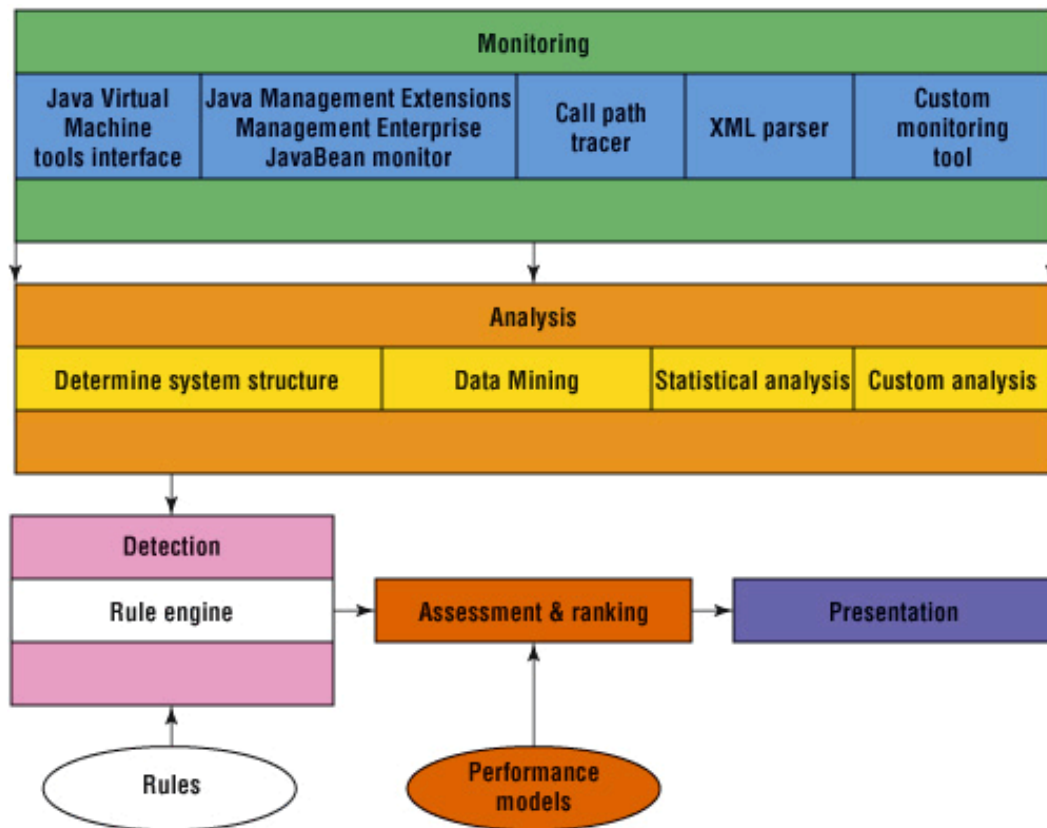 Monitoring
Java Virtual
Machine
tools interface
Java Management Extensions
Management Enterprise
JavaBean monitor
Call path
tracer
XML parser
Custom
monitoring
tool
Analysis
Determine system structure
Data Mining
Statistical analysis
Custom analysis
Detection
Rule engine
Assessment & ranking
Presentation
Rules
Performance
models